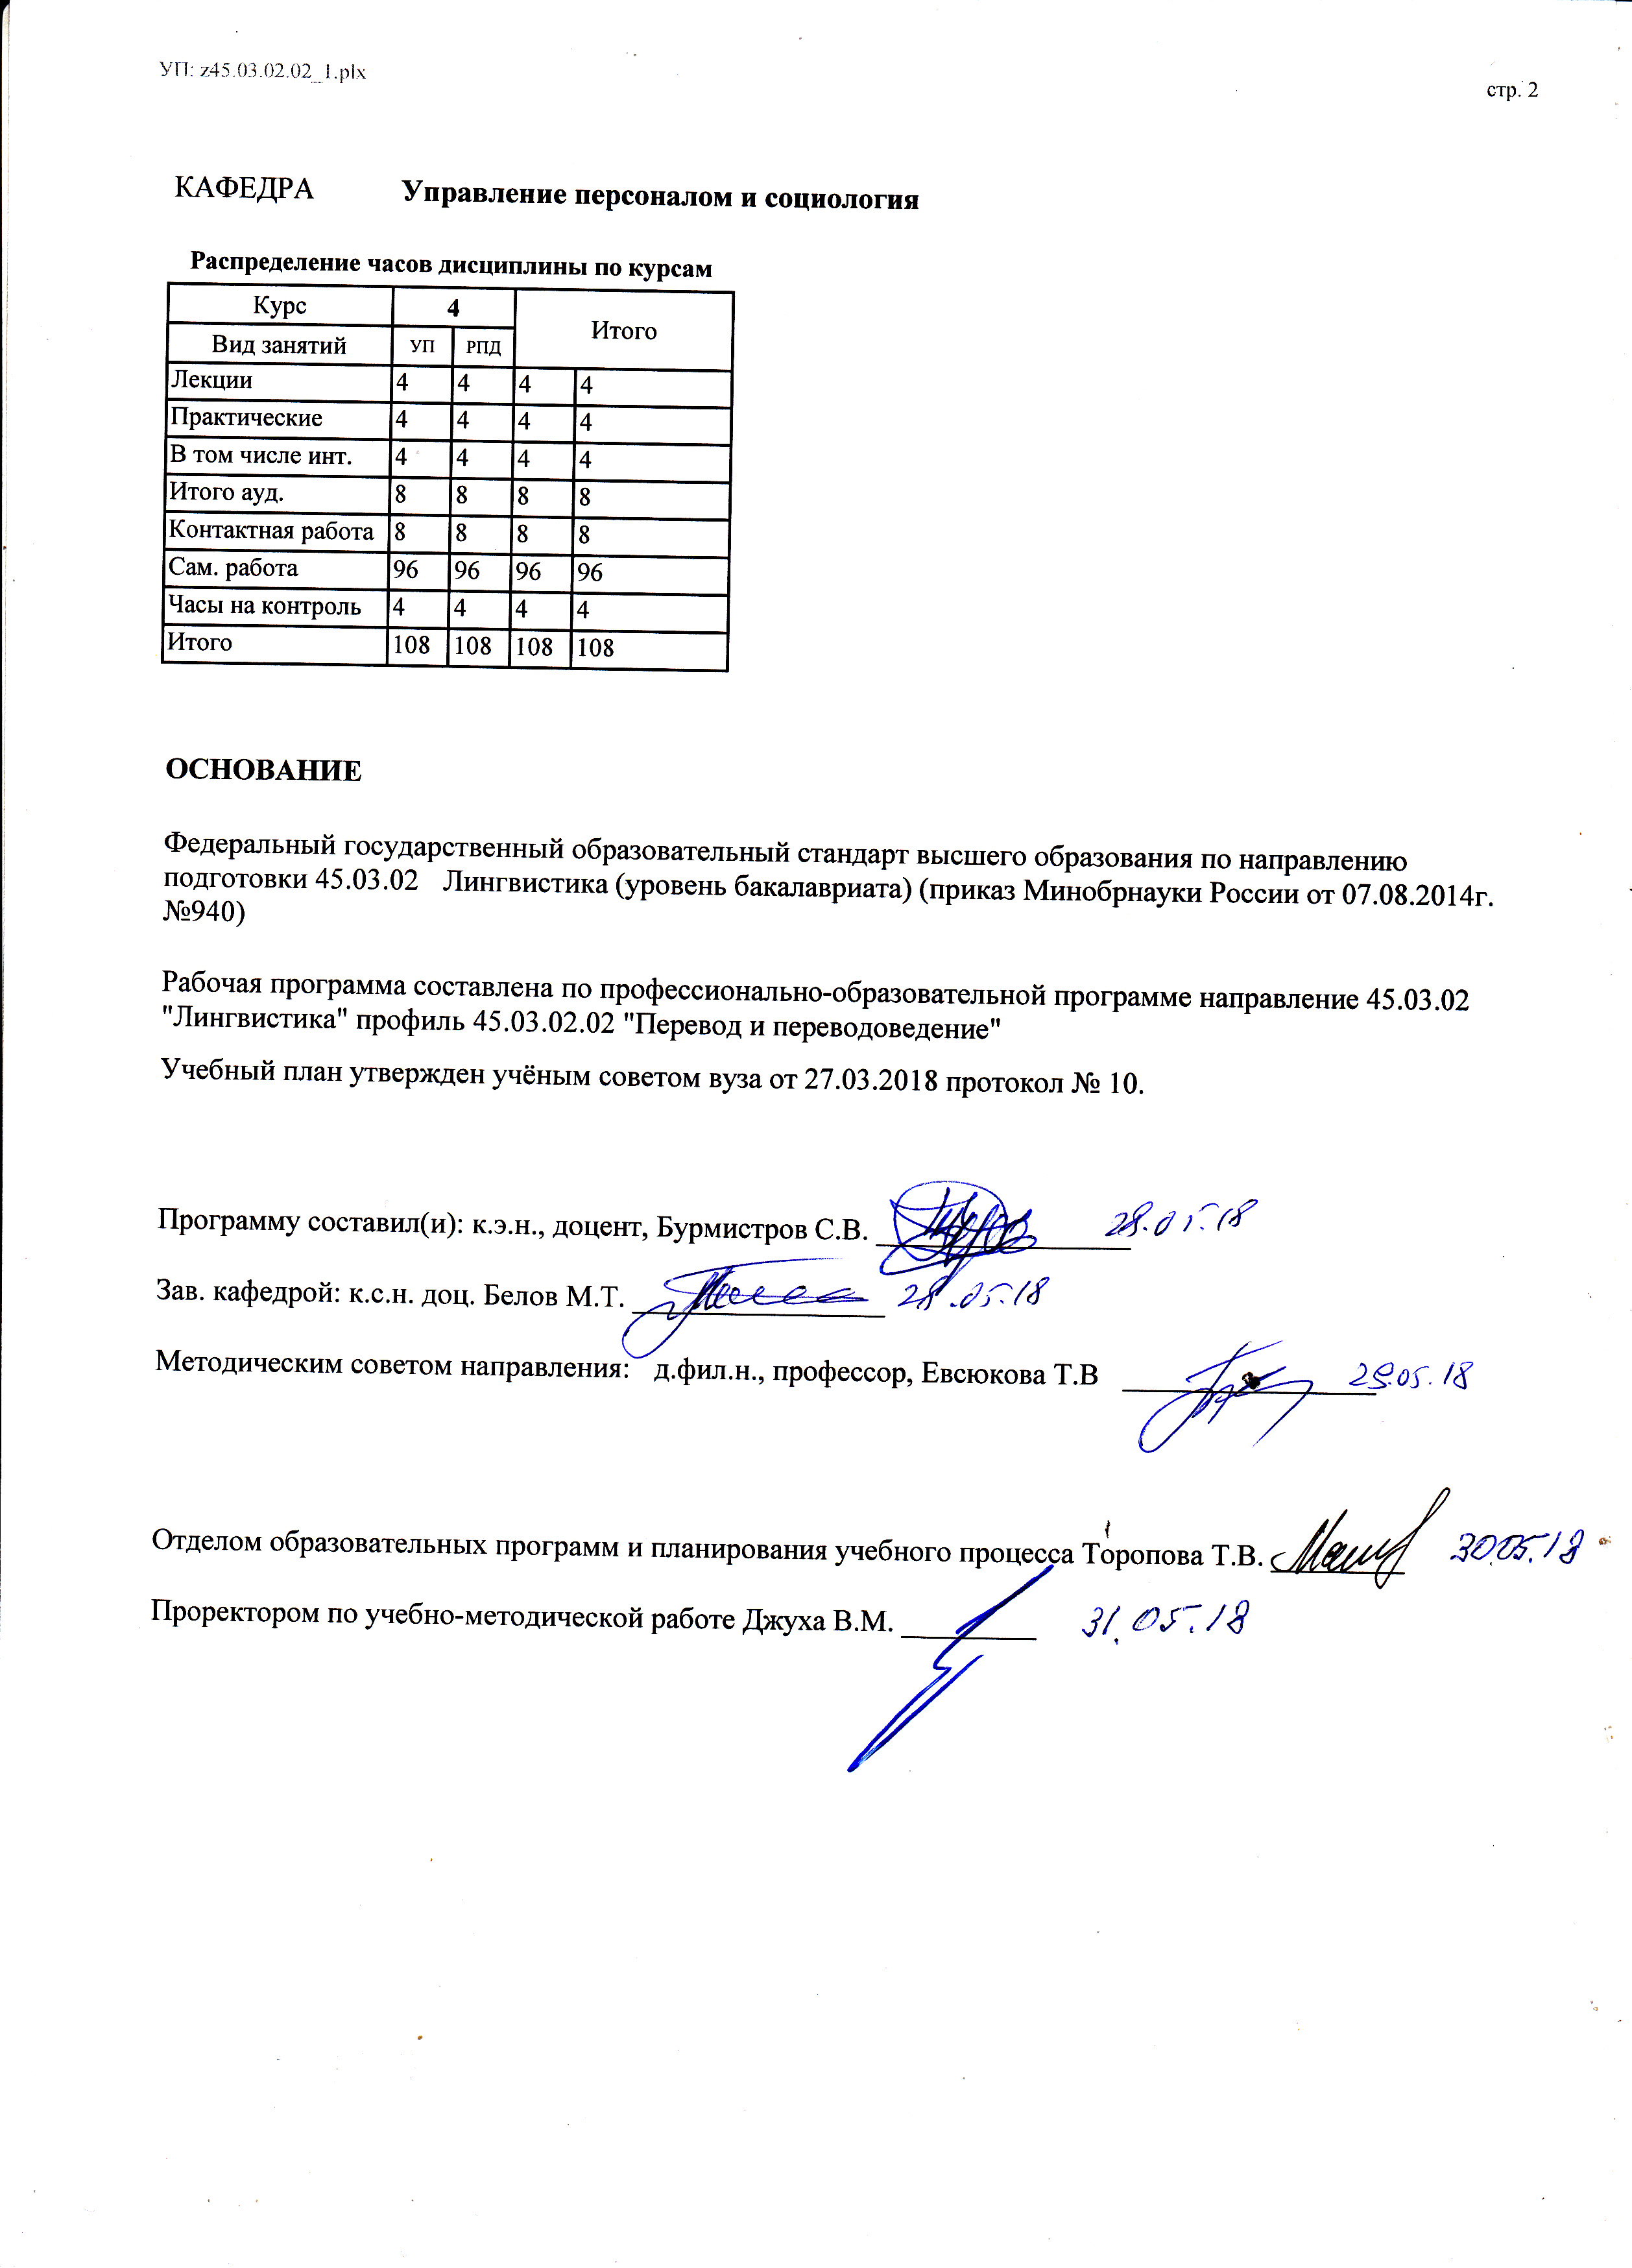 УП: z45.03.02.02_1.plx
стр. 2
КАФЕДРА Управление персоналом и социология
Распределение часов дисциплины по курсам
Курс 4 Итого
Вид занятий УП РПД
Лекции 4 4 4 4
Практические 4 4 4 4
В том числе инт. 4 4 4 4
Итого ауд. 8 8 8 8
Контактная работа 8 8 8 8
Сам. работа 96 96 96 96
Часы на контроль 4 4 4 4
Итого 108 108 108 108
ОСНОВАНИЕ
Федеральный государственный образовательный стандарт высшего образования по направлению
подготовки 45.03.02 Лингвистика (уровень бакалавриата) (приказ Минобрнауки России от 07.08.2014г.
№940)
Рабочая программа составлена по профессионально-образовательной программе направление 45.03.02
"Лингвистика" профиль 45.03.02.02 "Перевод и переводоведение"
Учебный план утвержден учёным советом вуза от 27.03.2018 протокол № 10.
Программу составил(и): к.э.н., доцент, Бурмистров С.В. 28.05.18
Зав. кафедрой: к.с.н. доц. Белов М.Т. 28.05.18
Методическим советом направления: д.фил.н., профессор, Евсюкова Т.В
Отделом образовательных программ и планирования учебного процесса Торопова Т.В. 30.05.18
Проректором по учебно-методической работе Джуха В.М. 31.05.18